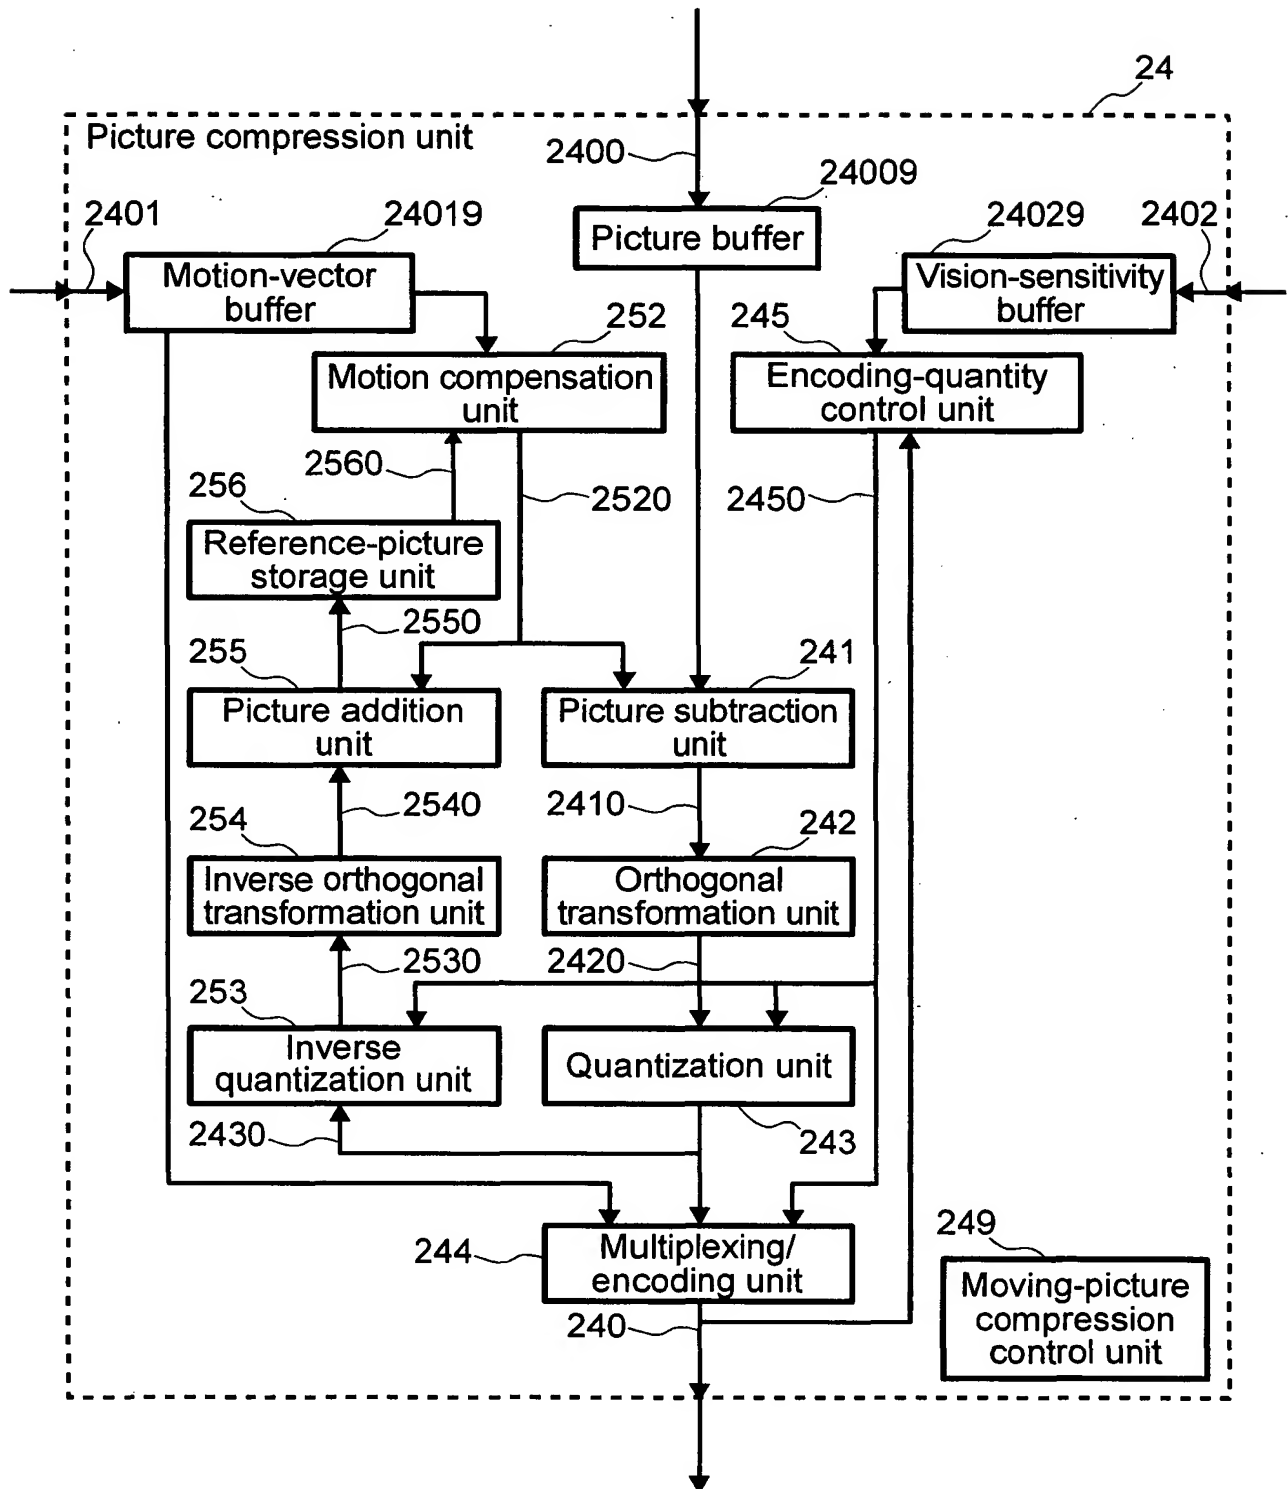 24
Picture compression unit
2400
24009
2401
24019
24029
2402
Picture buffer
Motion-vector
buffer
Vision-sensitivity
buffer
252
245
Motion compensation
unit
Encoding-quantity
control unit
2560
256
2520
2450
Reference-picture
storage unit
2550
255
241
Picture addition
unit
Picture subtraction
unit
2540
2410
254
242
Inverse orthogonal
transformation unit
Orthogonal
transformation unit
2530
2420
253
Inverse
quantization unit
Quantization unit
2430
243
244
Multiplexing/
encoding unit
249
240
Moving-picture
compression
control unit